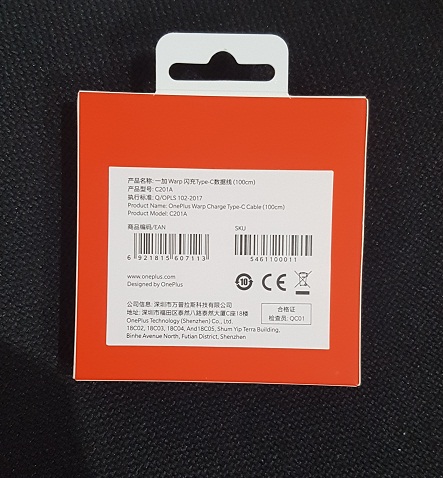 产品名称: 一加 Warp 闪充Type-C数据线 (100cm)
产品型号: C201A
执行标准: Q/OPLS 102-2017
Product Name: OnePlus Warp Charge Type-C Cable (100cm)
Product Model: C201A
商品编码/EAN SKU
6 921815 607113 5461100011
www.oneplus.com
Designed by OnePlus
10 CE
公司信息: 深圳市万普拉斯科技有限公司
地址: 深圳市福田区泰然八路泰然大厦C座18楼
OnePlus Technology (Shenzhen) Co., Ltd.
18C02, 18C03, 18C04, And18C05, Shum Yip Terra Building,
Binhe Avenue North, Futian District, Shenzhen
合格证
检查员: QC01